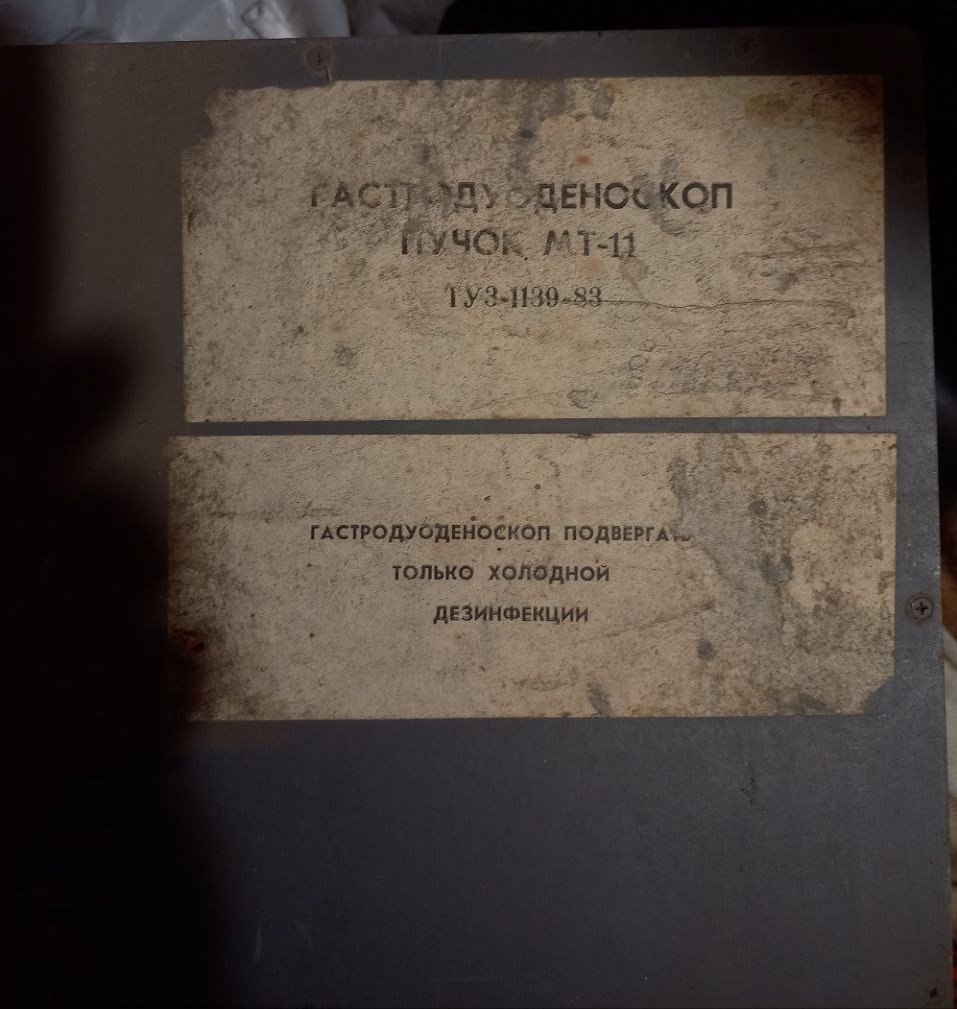 ГАСТРОДУОДЕНОСКОП
ПУЧОК МТ-11
ТУ3-1139-83
ГАСТРОДУОДЕНОСКОП ПОДВЕРГАТЬ
ТОЛЬКО ХОЛОДНОЙ
ДЕЗИНФЕКЦИИ